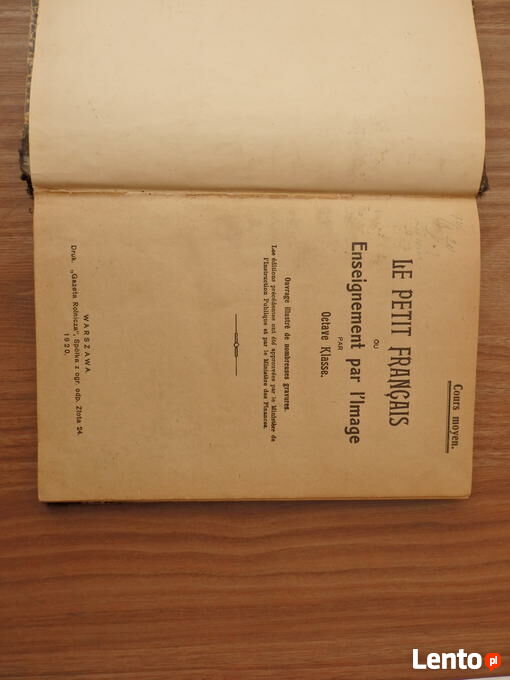 Cours moyen.
LE PETIT FRANÇAIS
OU
Enseignement par l'Image
PAR
Octave Klasse.
Ouvrage illustré de nombreuses gravures.
Les éditions précédentes ont été approuvées par le Ministère de
l'Instruction Publique et par le Ministère des Finances.
WARSZAWA.
Druk. „Gazeta Rolnicza", Spółka z ogr. odp. Złota 24.
1920.
Lento pl